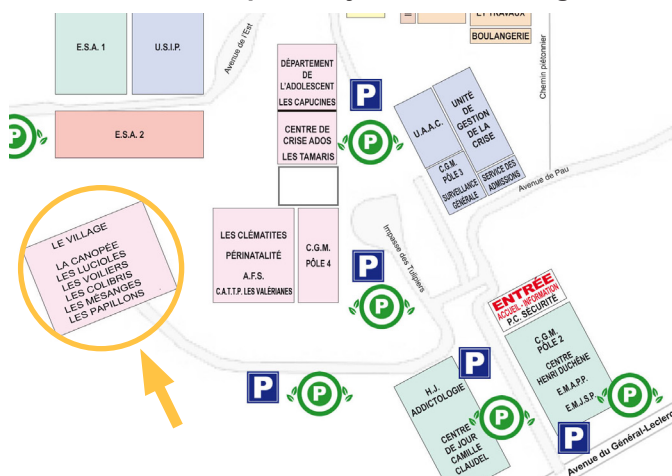 ET TRAVAUX
BOULANGERIE
Chemin piétonnier
E.S.A. 1
U.S.I.P.
Avenue de l'Est
E.S.A. 2
DÉPARTEMENT
DE
L'ADOLESCENT
LES CAPUCINES
CENTRE DE
CRISE ADOS
LES TAMARIS
P
P
P
U.A.A.C.
UNITÉ
DE
GESTION
DE LA
CRISE
C.G.M.
PÔLE 3
SURVEILLANCE
GÉNÉRALE
SERVICE DES
ADMISSIONS
Avenue de Pau
LE VILLAGE
LA CANOPÉE
LES LUCIOLES
LES VOILIERS
LES COLIBRIS
LES MÉSANGES
LES PAPILLONS
LES CLÉMATITES
PÉRINATALITÉ
A.F.S.
C.A.T.T.P. LES VALÉRIANES
C.G.M.
PÔLE 4
Impasse des Tulipiers
P
P
ENTRÉE
ACCUEIL - INFORMATION
P.C. SÉCURITÉ
C.G.M.
PÔLE 2
CENTRE
HENRI DUCHÊNE
E.M.A.P.P.
E.M.J.S.P.
P
P
P
H.J.
ADDICTOLOGIE
CENTRE
DE JOUR
CAMILLE
CLAUDEL
P
P
P
Avenue du Général-Leclerc